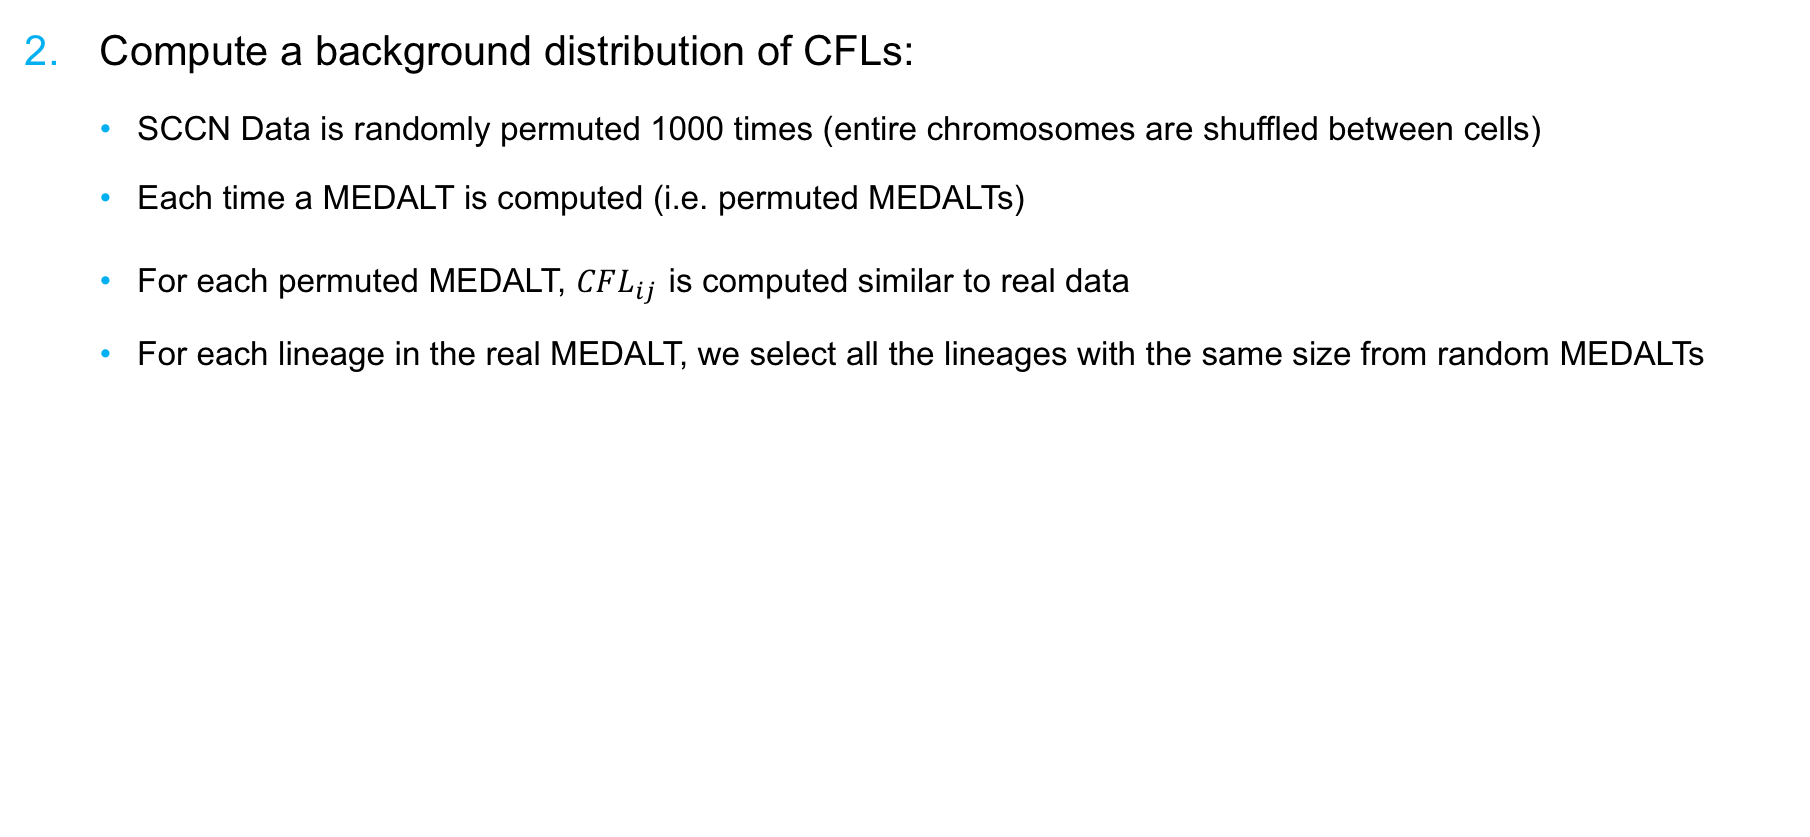 2. Compute a background distribution of CFLs:
• SCCN Data is randomly permuted 1000 times (entire chromosomes are shuffled between cells)
• Each time a MEDALT is computed (i.e. permuted MEDALTs)
• For each permuted MEDALT, 𝐶𝐹𝐿𝑖𝑗 is computed similar to real data
• For each lineage in the real MEDALT, we select all the lineages with the same size from random MEDALTs